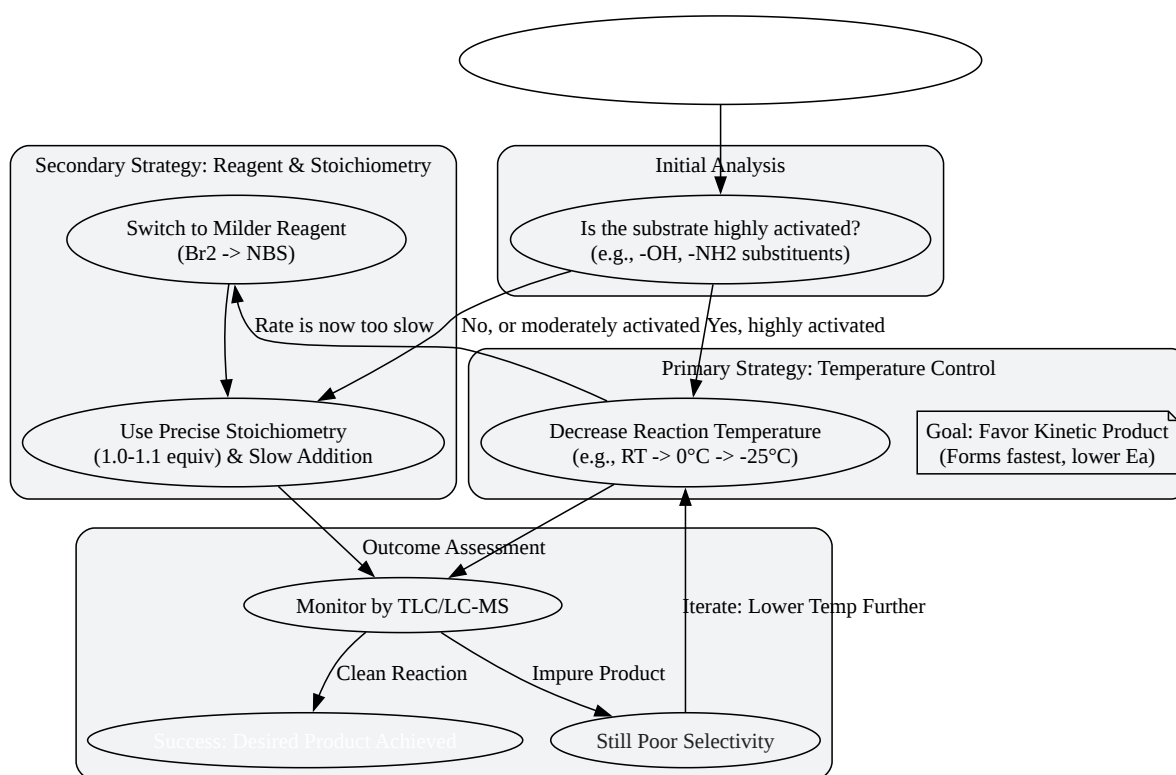 Secondary Strategy: Reagent & Stoichiometry
Initial Analysis
Switch to Milder Reagent
(Br2 -> NBS)
Is the substrate highly activated?
(e.g., -OH, -NH2 substituents)
Rate is now too slow
No, or moderately activated
Yes, highly activated
Primary Strategy: Temperature Control
Use Precise Stoichiometry
(1.0-1.1 equiv) & Slow Addition
Decrease Reaction Temperature
(e.g., RT -> 0°C -> -25°C)
Goal: Favor Kinetic Product
(Forms fastest, lower Ea)
Outcome Assessment
Monitor by TLC/LC-MS
Iterate: Lower Temp Further
Clean Reaction
Impure Product
Success: Desired Product Achieved
Still Poor Selectivity